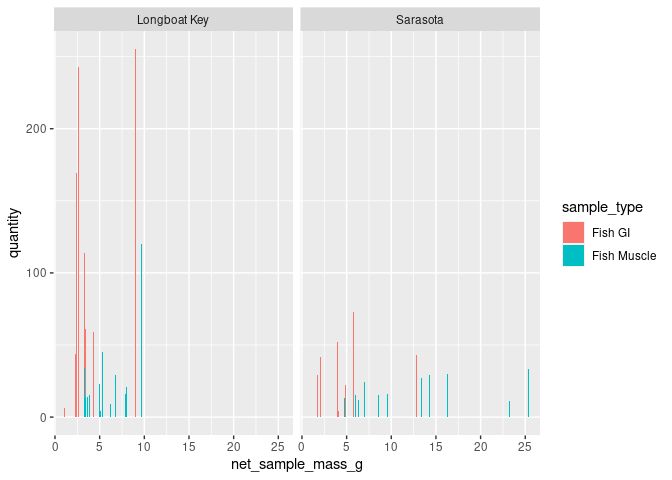 Longboat Key Sarasota
200
100
0
0 5 10 15 20 25 0 5 10 15 20 25
quantity
net_sample_mass_g
sample_type
Fish GI
Fish Muscle